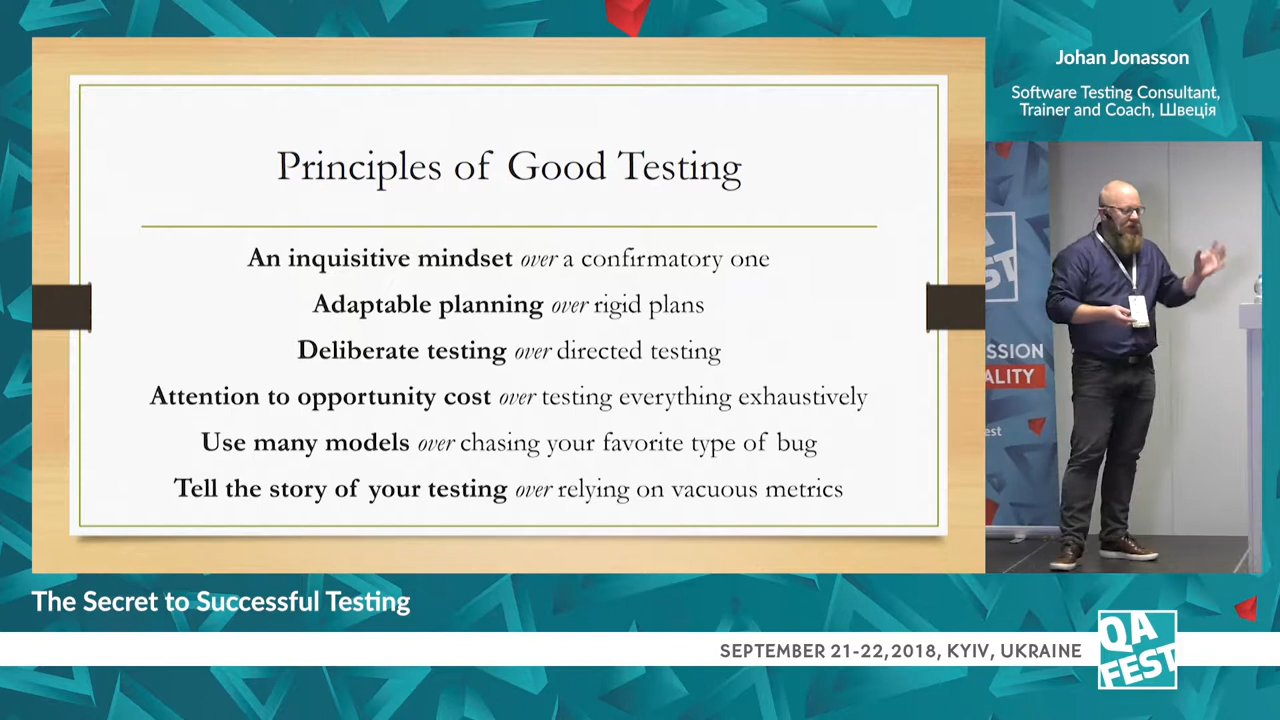 Johan Jonasson
Software Testing Consultant,
Trainer and Coach, Швеція
Principles of Good Testing
An inquisitive mindset over a confirmatory one
Adaptable planning over rigid plans
Deliberate testing over directed testing
Attention to opportunity cost over testing everything exhaustively
Use many models over chasing your favorite type of bug
Tell the story of your testing over relying on vacuous metrics
SSION
ALITY
est
The Secret to Successful Testing
SEPTEMBER 21-22,2018, KYIV, UKRAINE
QA
FEST